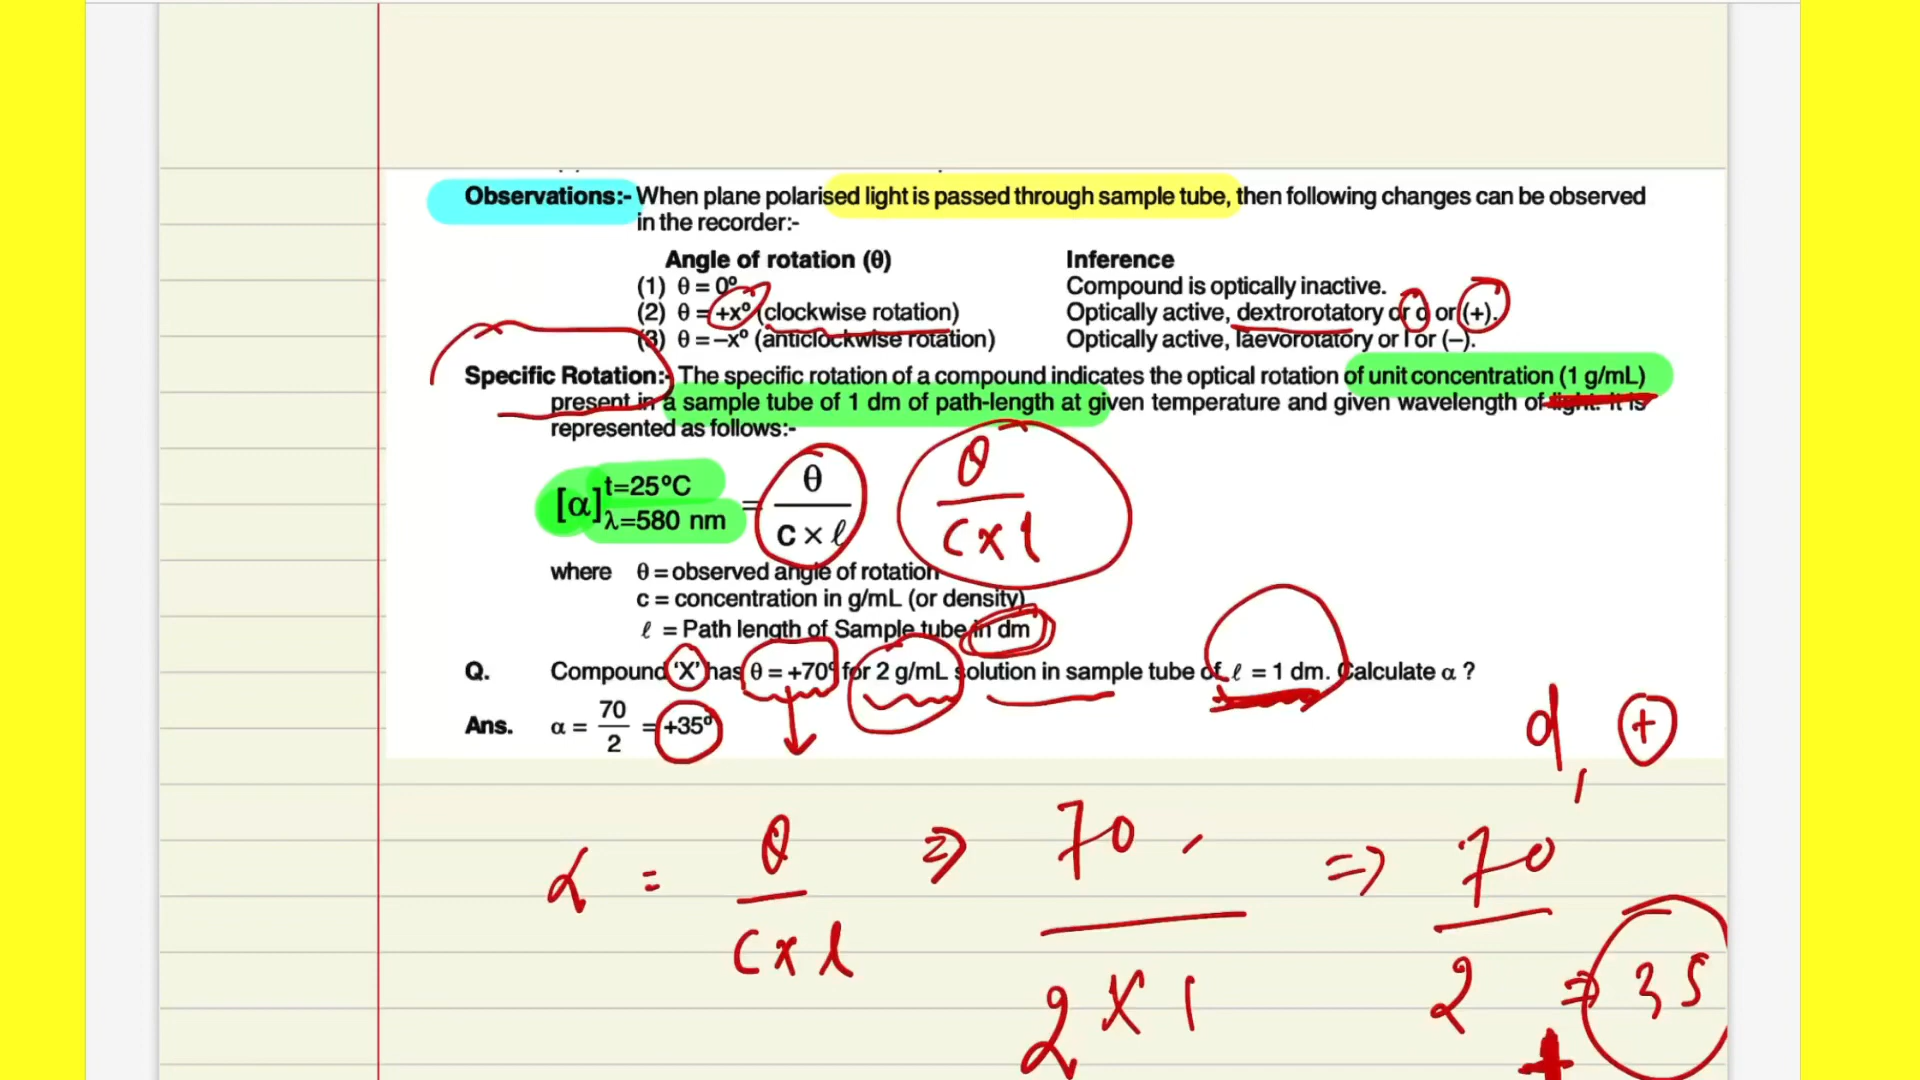 Observations:- When plane polarised light is passed through sample tube, then following changes can be observed
in the recorder:-
Angle of rotation (θ) Inference
(1) θ = 0º Compound is optically inactive.
(2) θ = +xº (clockwise rotation) Optically active, dextrorotatory or d or (+).
(3) θ = –xº (anticlockwise rotation) Optically active, laevorotatory or l or (–).
Specific Rotation:- The specific rotation of a compound indicates the optical rotation of unit concentration (1 g/mL)
present in a sample tube of 1 dm of path-length at given temperature and given wavelength of light. It is
represented as follows:-
[α] t=25ºC λ=580 nm = θ / c × ℓ
θ / c × l
where θ = observed angle of rotation
c = concentration in g/mL (or density)
ℓ = Path length of Sample tube in dm
Q. Compound 'X' has θ = +70º for 2 g/mL solution in sample tube of ℓ = 1 dm. Calculate α ?
Ans. α = 70 / 2 = +35º
d, +
α = θ / c × l ⇒ 70 / 2 × 1 ⇒ 70 / 2 ⇒ 35
+